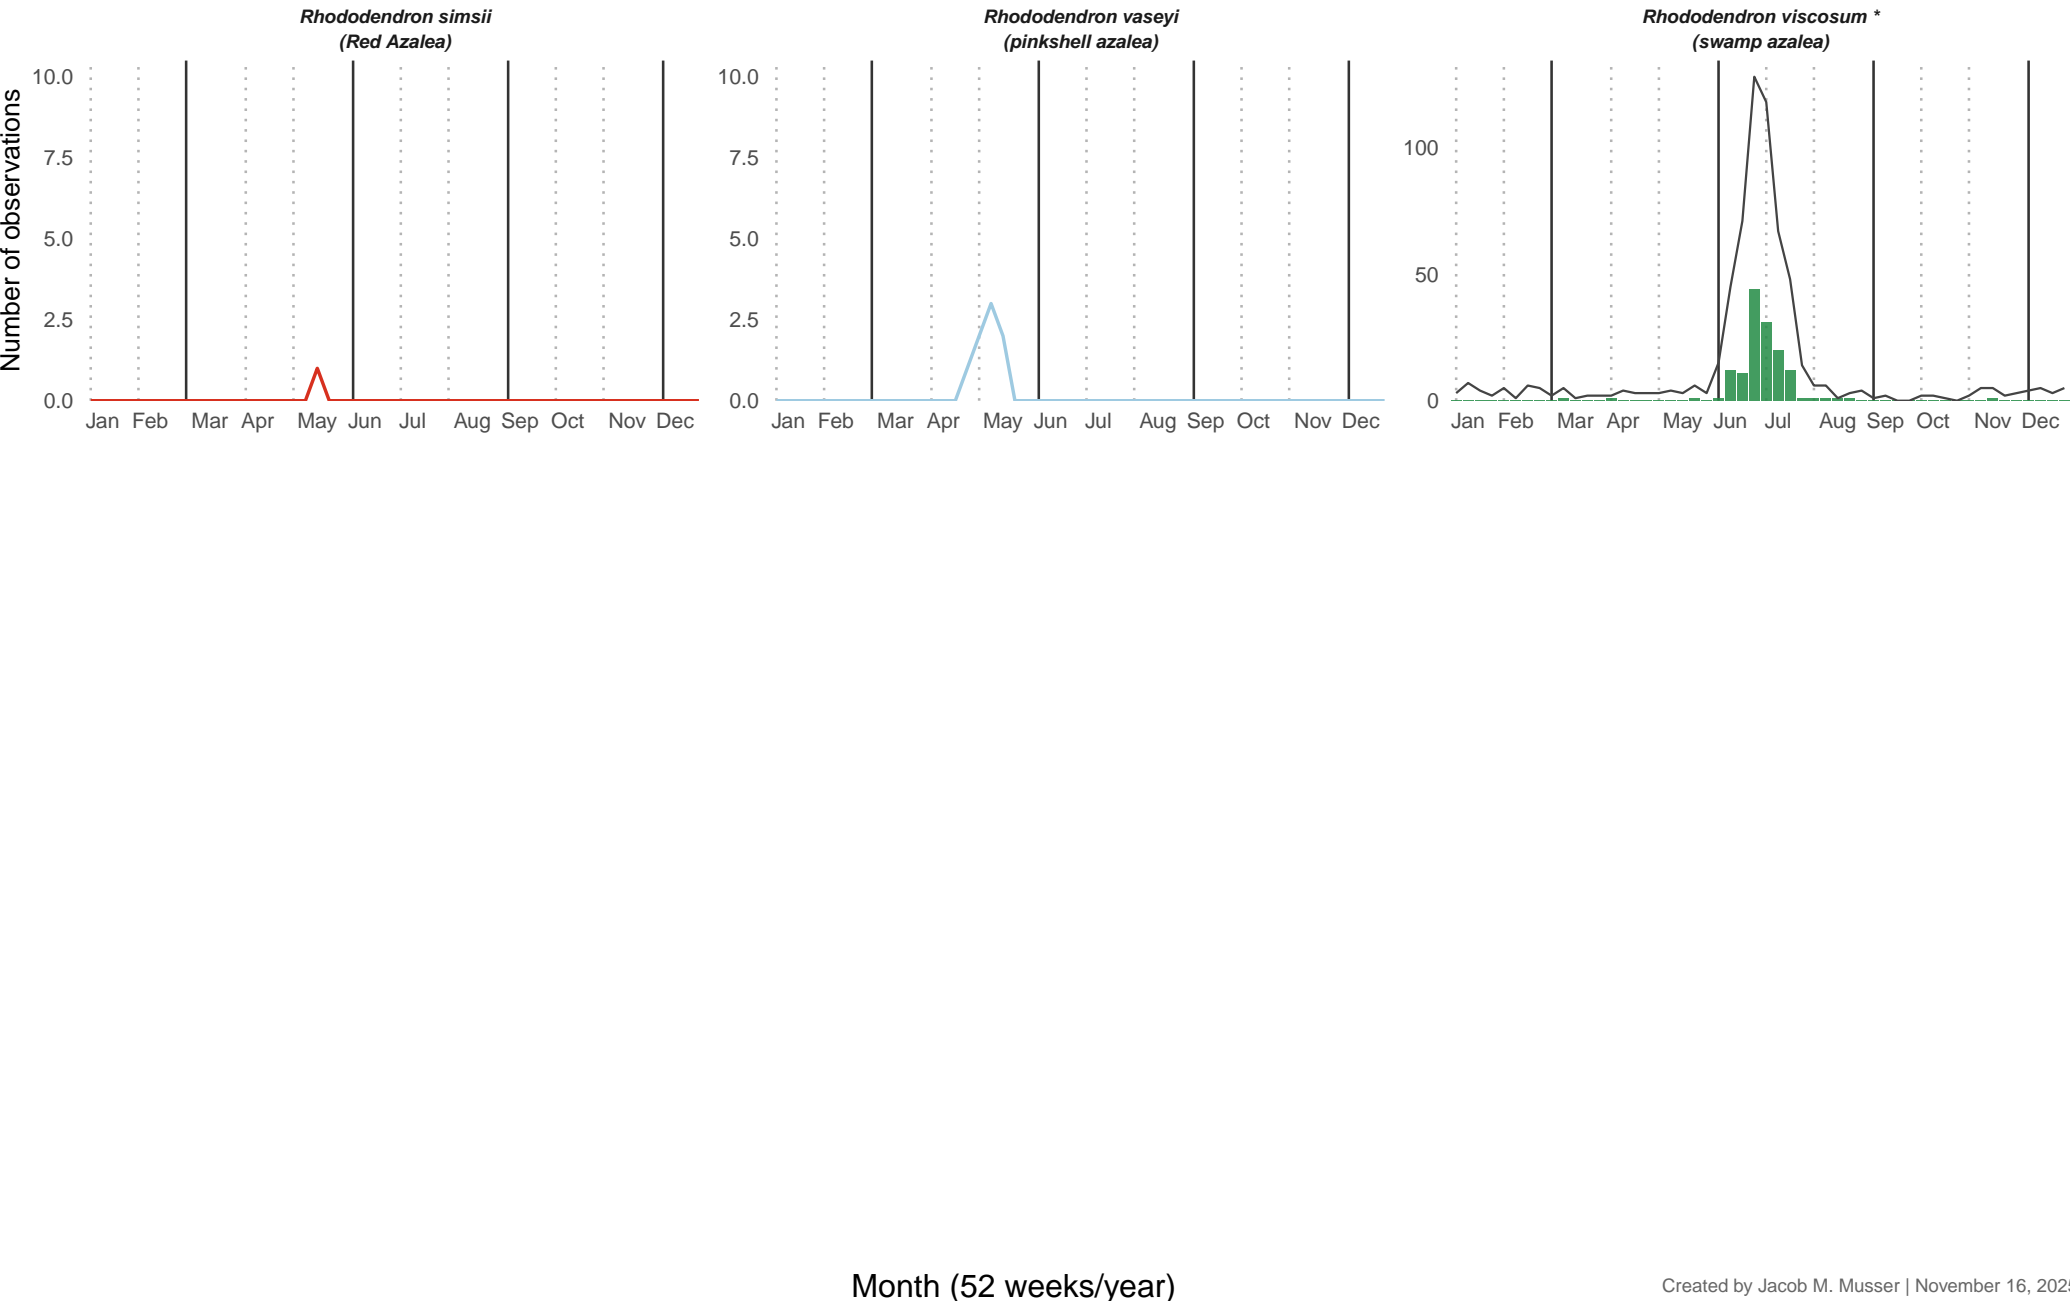 Rhododendron simsii
(Red Azalea)
Rhododendron vaseyi
(pinkshell azalea)
Rhododendron viscosum *
(swamp azalea)
Number of observations
10.0
7.5
5.0
2.5
0.0
Jan Feb Mar Apr May Jun Jul Aug Sep Oct Nov Dec
10.0
7.5
5.0
2.5
0.0
Jan Feb Mar Apr May Jun Jul Aug Sep Oct Nov Dec
100
50
0
Jan Feb Mar Apr May Jun Jul Aug Sep Oct Nov Dec
Month (52 weeks/year)
Created by Jacob M. Musser | November 16, 2025